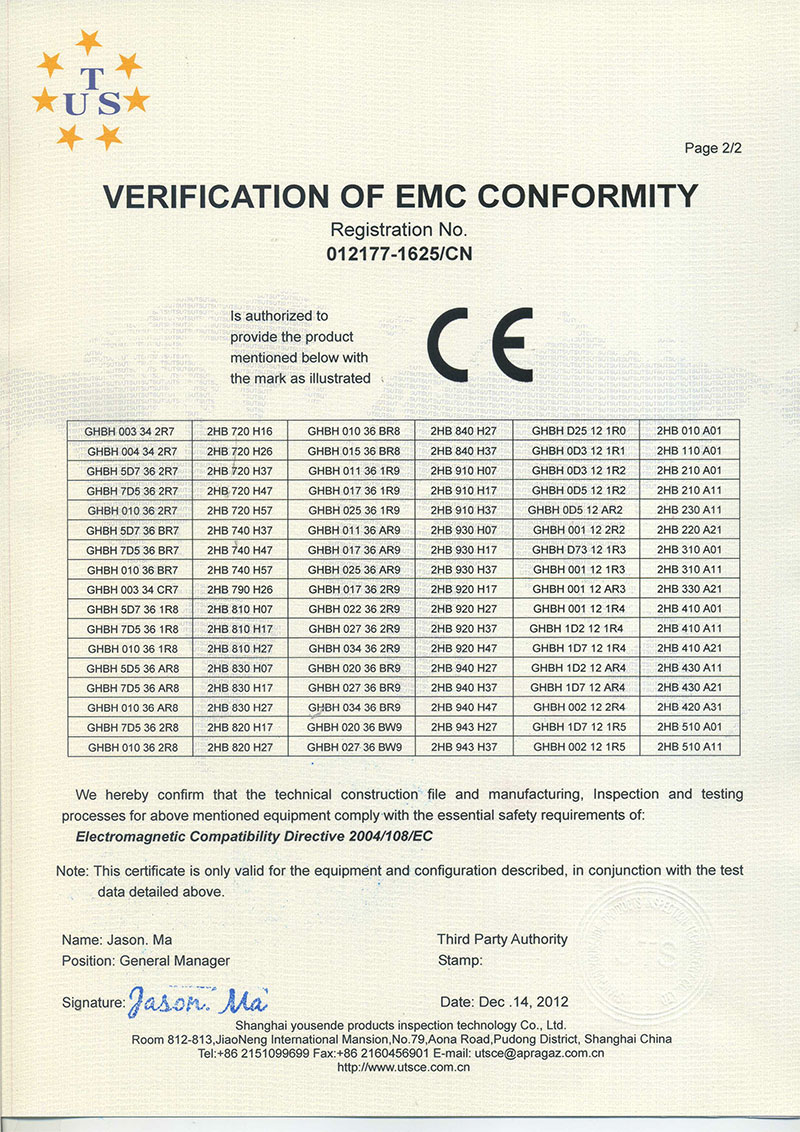 T
U S
Page 2/2
VERIFICATION OF EMC CONFORMITY
Registration No.
012177-1625/CN
Is authorized to
provide the product
mentioned below with
the mark as illustrated
CE
GHBH 003 34 2R7 2HB 720 H16 GHBH 010 36 BR8 2HB 840 H27 GHBH D25 12 1R0 2HB 010 A01
GHBH 004 34 2R7 2HB 720 H26 GHBH 015 36 BR8 2HB 840 H37 GHBH 0D3 12 1R1 2HB 110 A01
GHBH 5D7 36 2R7 2HB 720 H37 GHBH 011 36 1R9 2HB 910 H07 GHBH 0D3 12 1R2 2HB 210 A01
GHBH 7D5 36 2R7 2HB 720 H47 GHBH 017 36 1R9 2HB 910 H17 GHBH 0D5 12 1R2 2HB 210 A11
GHBH 010 36 2R7 2HB 720 H57 GHBH 025 36 1R9 2HB 910 H37 GHBH 0D5 12 AR2 2HB 230 A11
GHBH 5D7 36 BR7 2HB 740 H37 GHBH 011 36 AR9 2HB 930 H07 GHBH 001 12 2R2 2HB 220 A21
GHBH 7D5 36 BR7 2HB 740 H47 GHBH 017 36 AR9 2HB 930 H17 GHBH D73 12 1R3 2HB 310 A01
GHBH 010 36 BR7 2HB 740 H57 GHBH 025 36 AR9 2HB 930 H37 GHBH 001 12 1R3 2HB 310 A11
GHBH 003 34 CR7 2HB 790 H26 GHBH 017 36 2R9 2HB 920 H17 GHBH 001 12 AR3 2HB 330 A21
GHBH 5D7 36 1R8 2HB 810 H07 GHBH 022 36 2R9 2HB 920 H27 GHBH 001 12 1R4 2HB 410 A01
GHBH 7D5 36 1R8 2HB 810 H17 GHBH 027 36 2R9 2HB 920 H37 GHBH 1D2 12 1R4 2HB 410 A11
GHBH 010 36 1R8 2HB 810 H27 GHBH 034 36 2R9 2HB 920 H47 GHBH 1D7 12 1R4 2HB 410 A21
GHBH 5D5 36 AR8 2HB 830 H07 GHBH 020 36 BR9 2HB 940 H27 GHBH 1D2 12 AR4 2HB 430 A11
GHBH 7D5 36 AR8 2HB 830 H17 GHBH 027 36 BR9 2HB 940 H37 GHBH 1D7 12 AR4 2HB 430 A21
GHBH 010 36 AR8 2HB 830 H27 GHBH 034 36 BR9 2HB 940 H47 GHBH 002 12 2R4 2HB 420 A31
GHBH 7D5 36 2R8 2HB 820 H17 GHBH 020 36 BW9 2HB 943 H27 GHBH 1D7 12 1R5 2HB 510 A01
GHBH 010 36 2R8 2HB 820 H27 GHBH 027 36 BW9 2HB 943 H37 GHBH 002 12 1R5 2HB 510 A11
We hereby confirm that the technical construction file and manufacturing, Inspection and testing
processes for above mentioned equipment comply with the essential safety requirements of:
Electromagnetic Compatibility Directive 2004/108/EC
Note: This certificate is only valid for the equipment and configuration described, in conjunction with the test
data detailed above.
Name: Jason. Ma Third Party Authority
Position: General Manager Stamp:
Signature: Jason. Ma Date: Dec .14, 2012
Shanghai yousende products inspection technology Co., Ltd.
Room 812-813,JiaoNeng International Mansion,No.79,Aona Road,Pudong District, Shanghai China
Tel:+86 2151099699 Fax:+86 2160456901 E-mail: utsce@apragaz.com.cn
http://www.utsce.com.cn